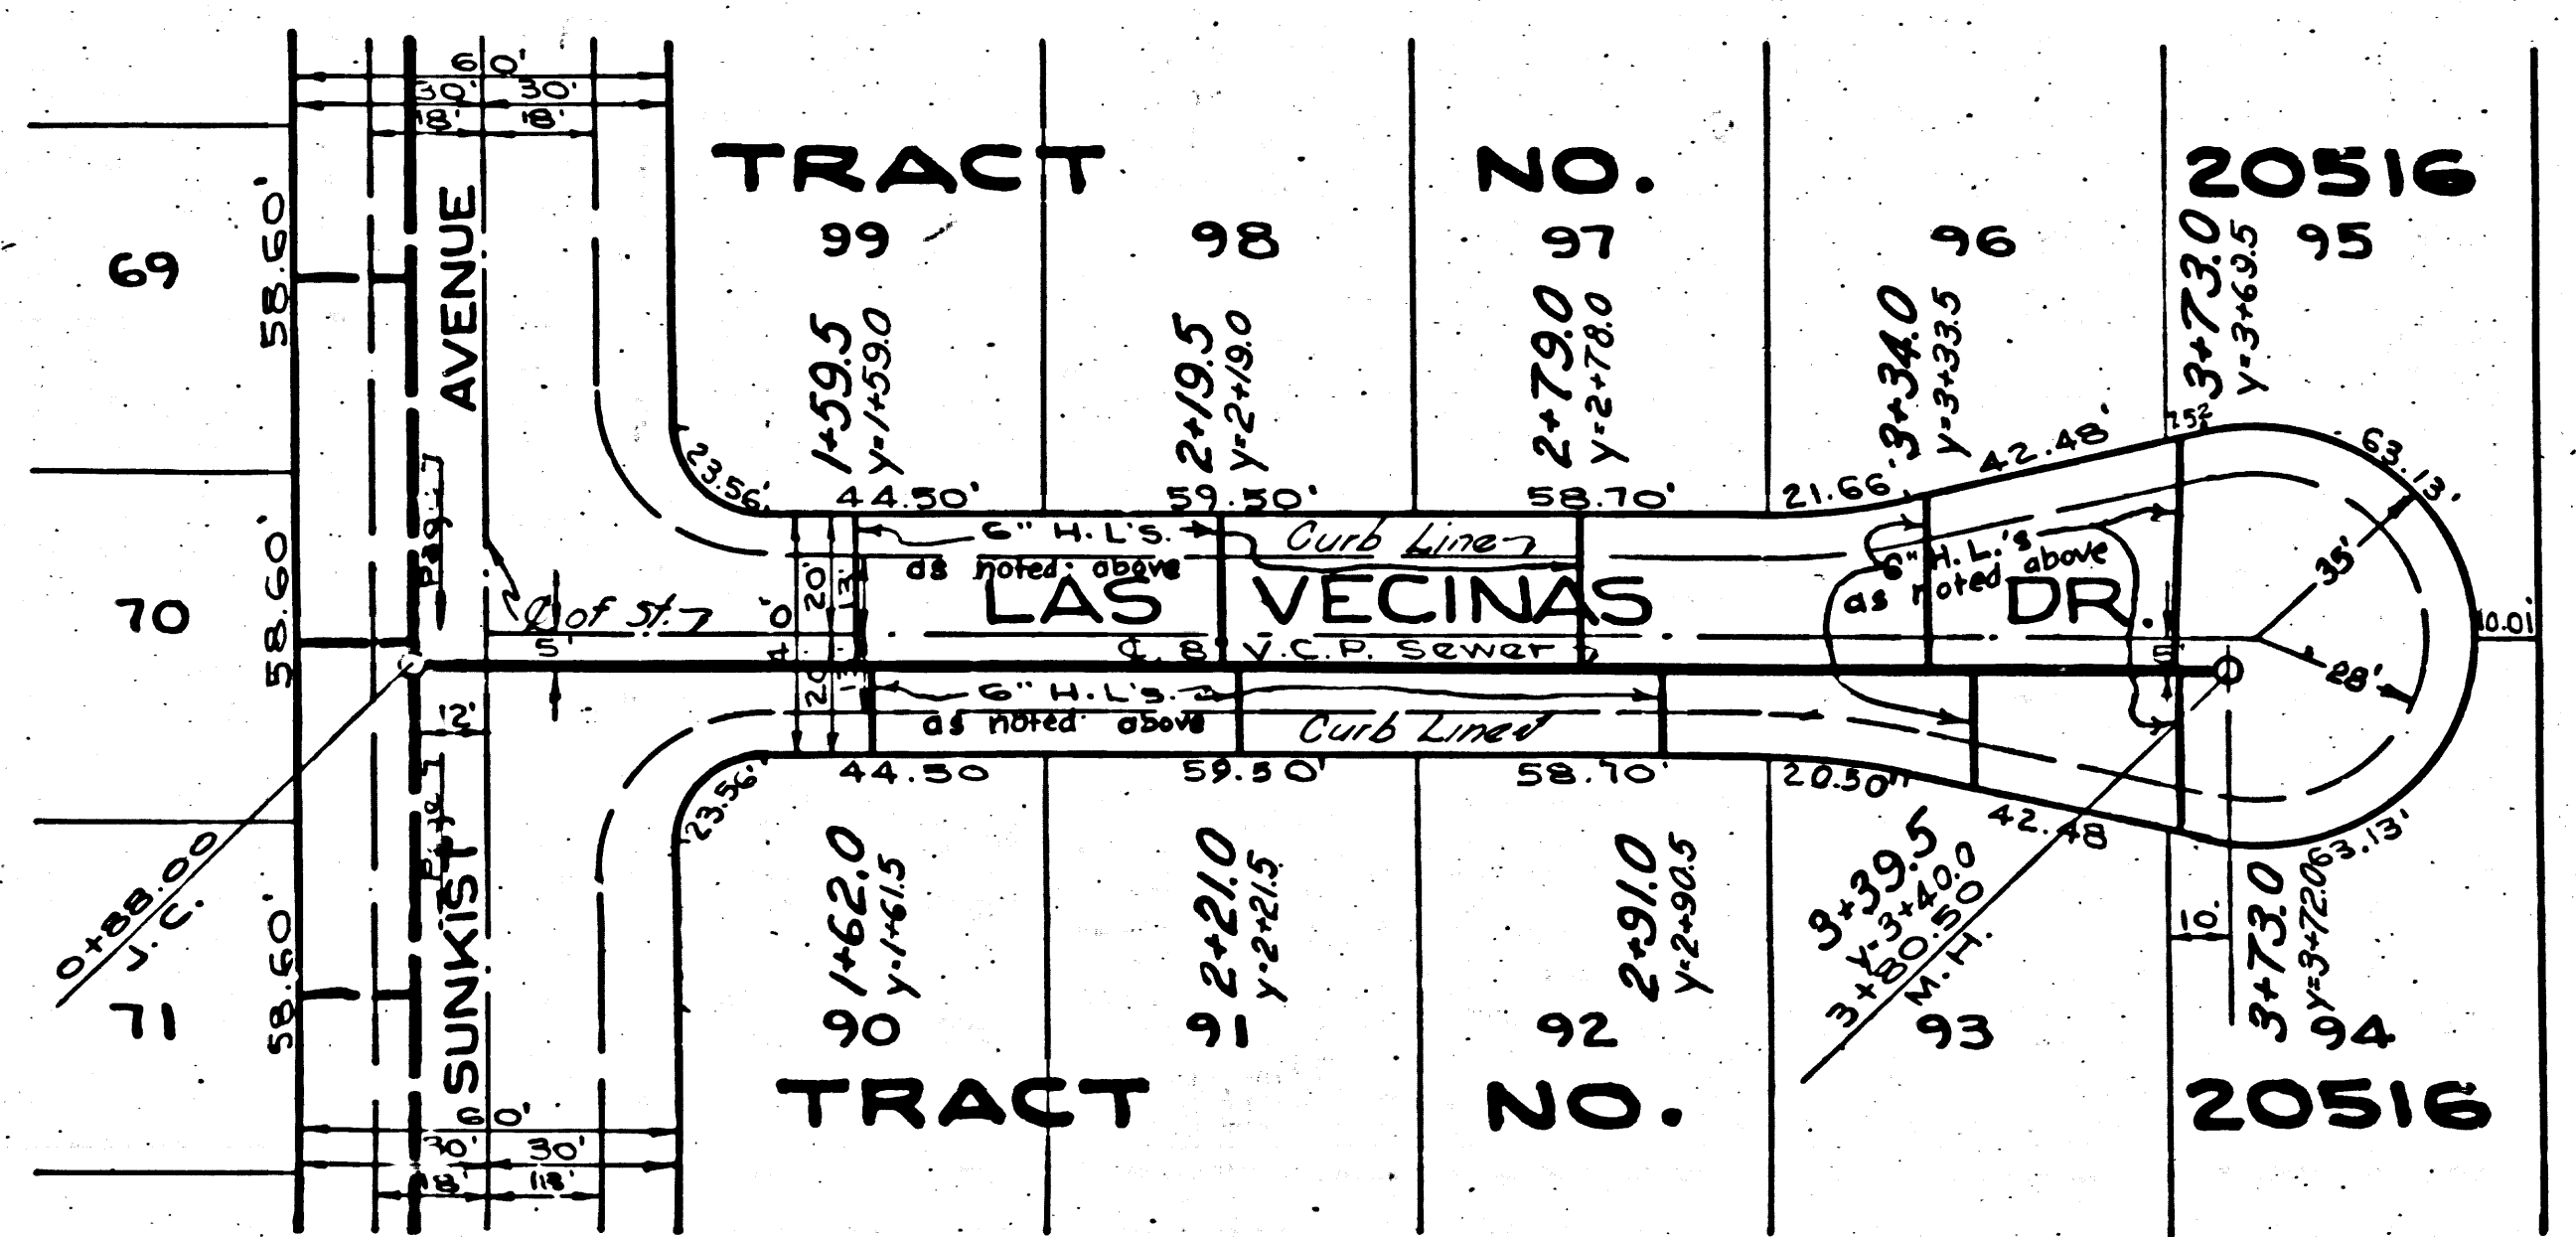 60'
30' 30'
18' 18'
TRACT NO. 20516
69
99
98
97
96
95
58.60'
AVENUE
1+59.5
y=1+59.0
2+19.5
y=2+19.0
2+79.0
y=2+78.0
3+34.0
y=3+33.5
3+73.0
y=3+69.5
23.56'
44.50'
59.50'
58.70'
21.66'
42.48'
63.13'
6" H.L's.
as noted above
Curb Line
6" H.L.'s
as noted above
35'
70
58.60'
℄ of st.
5'
40'
20'
13'
20'
13'
LAS VECINAS DR.
℄ 8" V.C.P. Sewer
5'
10.01'
28'
12'
6" H.L's.
as noted above
Curb Line
23.56'
44.50
59.50'
58.70'
20.50'
42.48
63.13'
0+88.00
J.C.
71
58.60'
SUNKIST
1+62.0
y=1+61.5
2+21.0
y=2+21.5
2+91.0
y=2+90.5
3+39.5
y=3+40.0
3+80.50
M.H.
10.
3+73.0
y=3+72.0
90
91
92
93
94
TRACT NO. 20516
60'
30' 30'
18' 18'